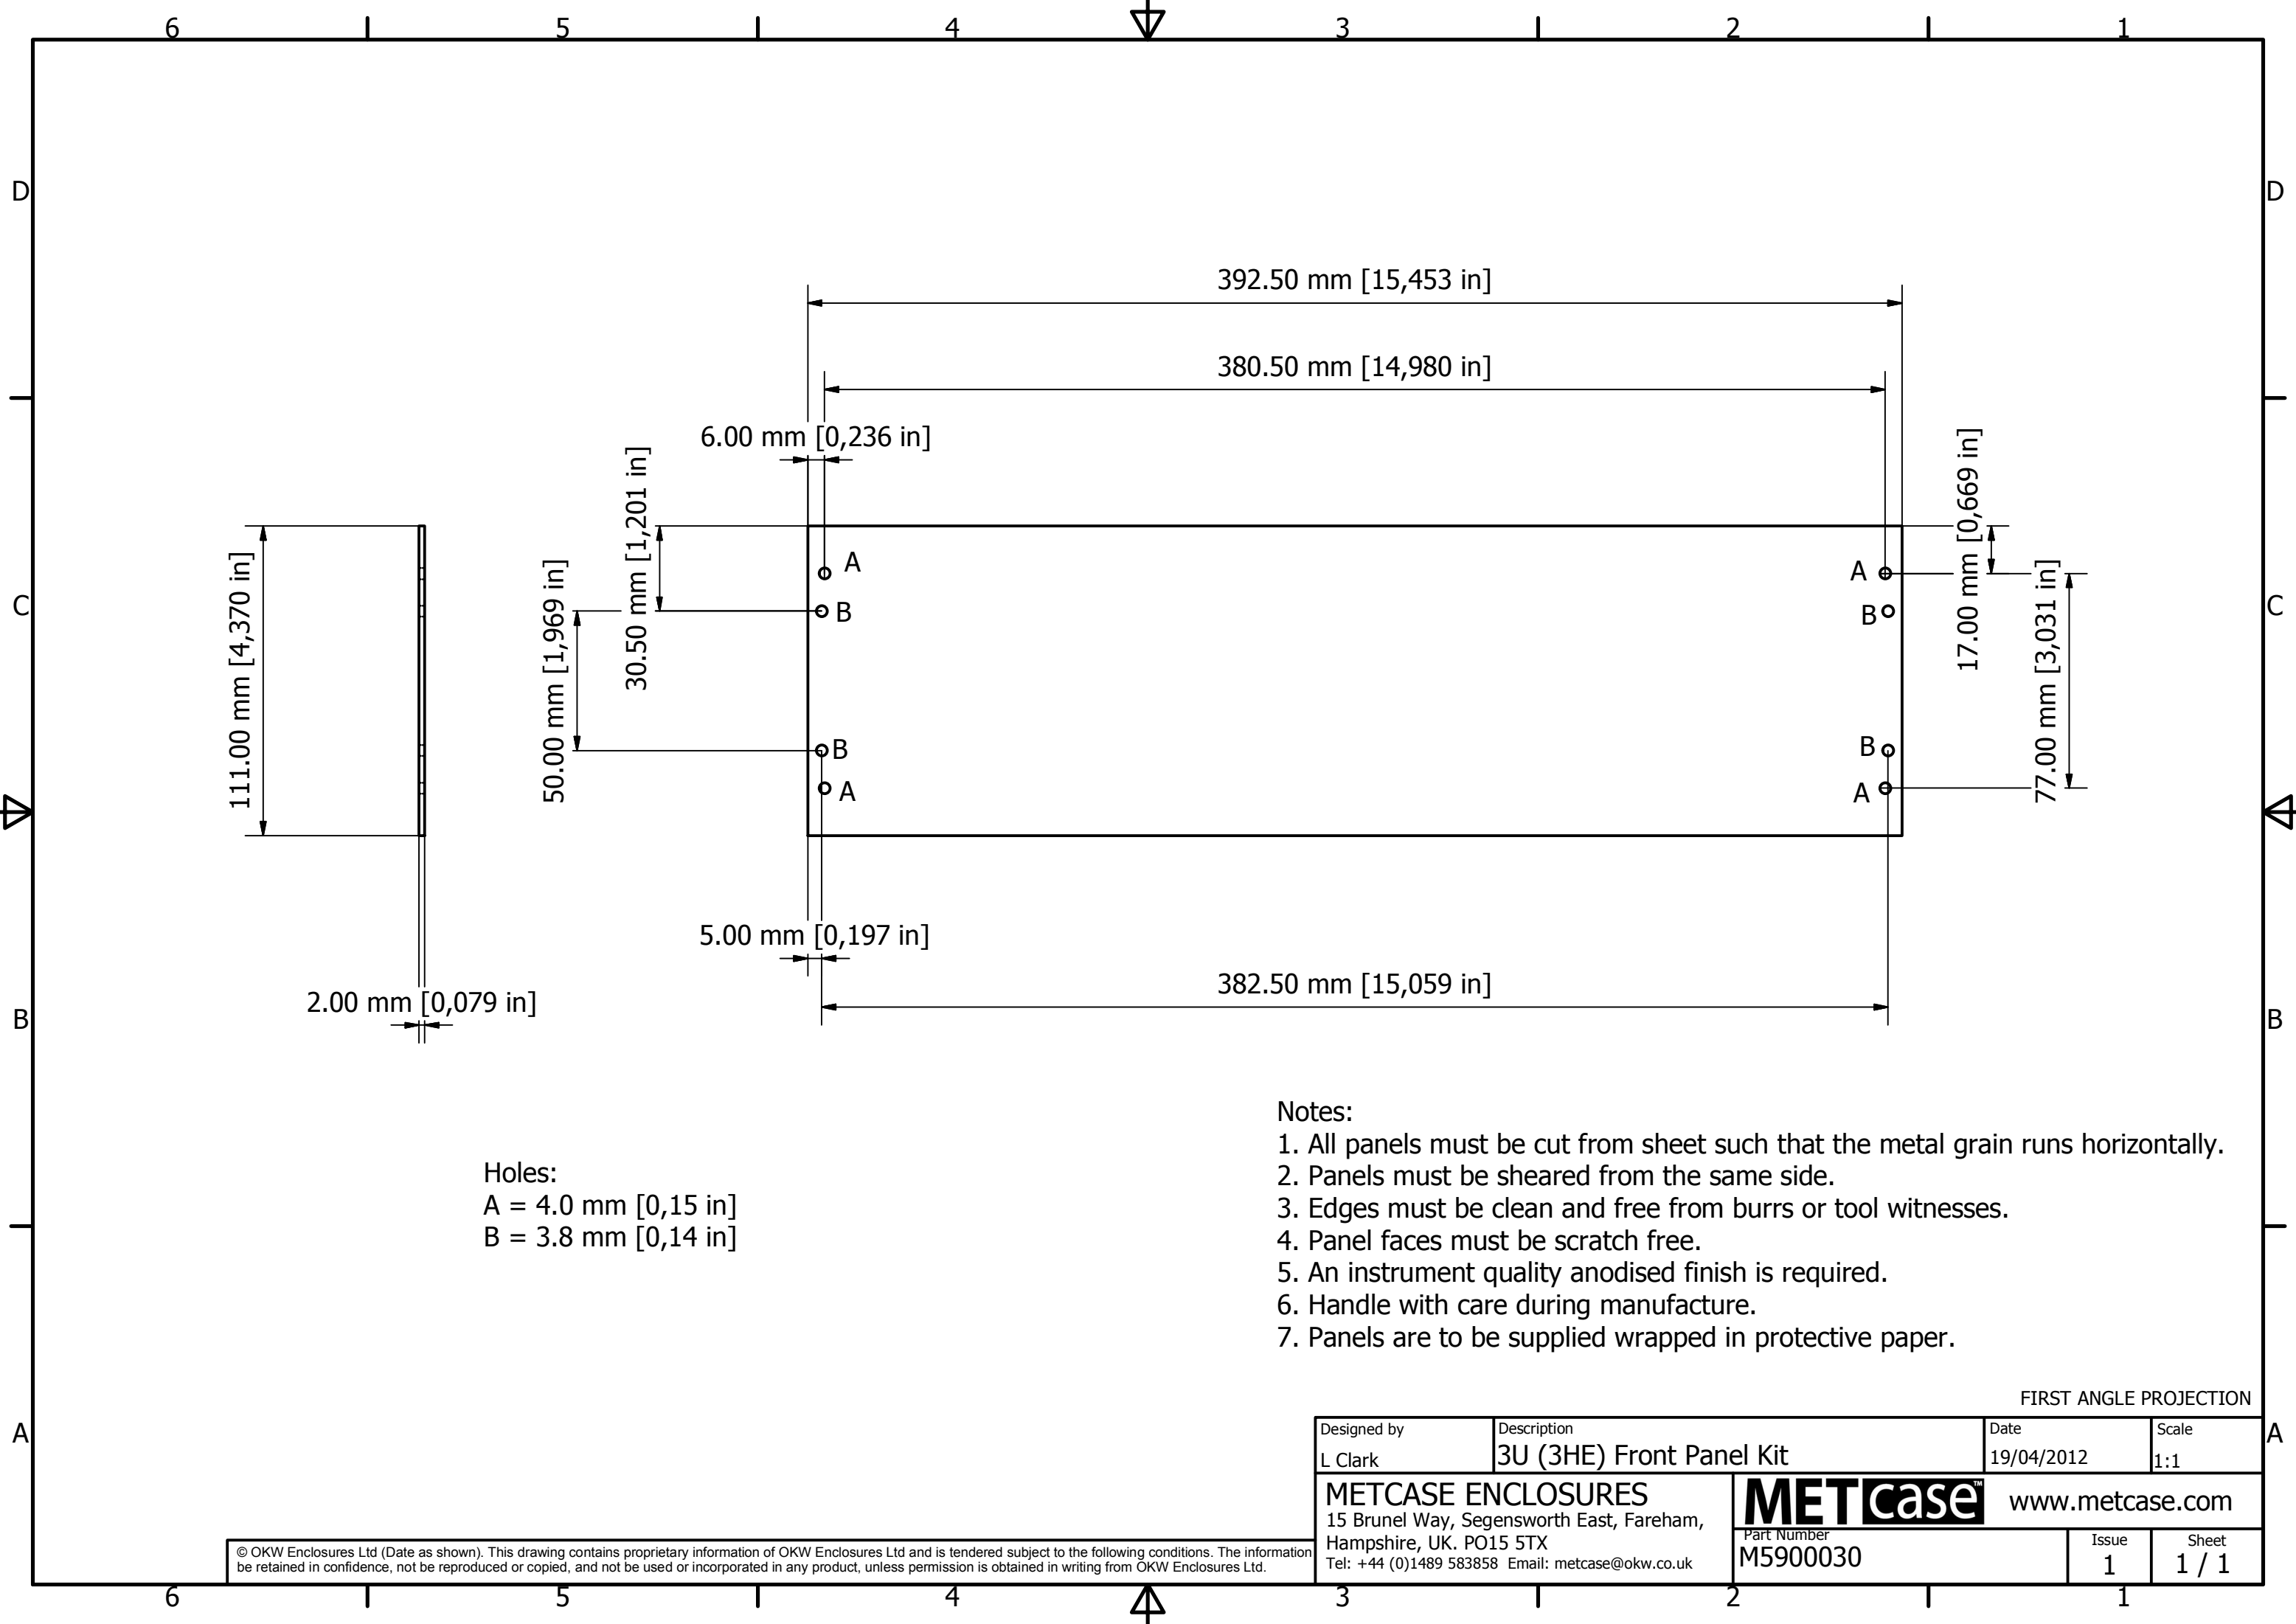 6 5 4 3 2 1
D D
392.50 mm [15,453 in]
380.50 mm [14,980 in]
6.00 mm [0,236 in]
111.00 mm [4,370 in]
50.00 mm [1,969 in]
30.50 mm [1,201 in]
17.00 mm [0,669 in]
77.00 mm [3,031 in]
A A
C B B C
B B
A A
5.00 mm [0,197 in]
382.50 mm [15,059 in]
2.00 mm [0,079 in]
B B
Holes:
A = 4.0 mm [0,15 in]
B = 3.8 mm [0,14 in]
Notes:
1. All panels must be cut from sheet such that the metal grain runs horizontally.
2. Panels must be sheared from the same side.
3. Edges must be clean and free from burrs or tool witnesses.
4. Panel faces must be scratch free.
5. An instrument quality anodised finish is required.
6. Handle with care during manufacture.
7. Panels are to be supplied wrapped in protective paper.
FIRST ANGLE PROJECTION
A A
Designed by
L Clark
Description
3U (3HE) Front Panel Kit
Date
19/04/2012
Scale
1:1
METCASE ENCLOSURES
15 Brunel Way, Segensworth East, Fareham,
Hampshire, UK. PO15 5TX
Tel: +44 (0)1489 583858 Email: metcase@okw.co.uk
METcase™ www.metcase.com
Part Number
M5900030
Issue
1
Sheet
1 / 1
© OKW Enclosures Ltd (Date as shown). This drawing contains proprietary information of OKW Enclosures Ltd and is tendered subject to the following conditions. The information
be retained in confidence, not be reproduced or copied, and not be used or incorporated in any product, unless permission is obtained in writing from OKW Enclosures Ltd.
6 5 4 3 2 1